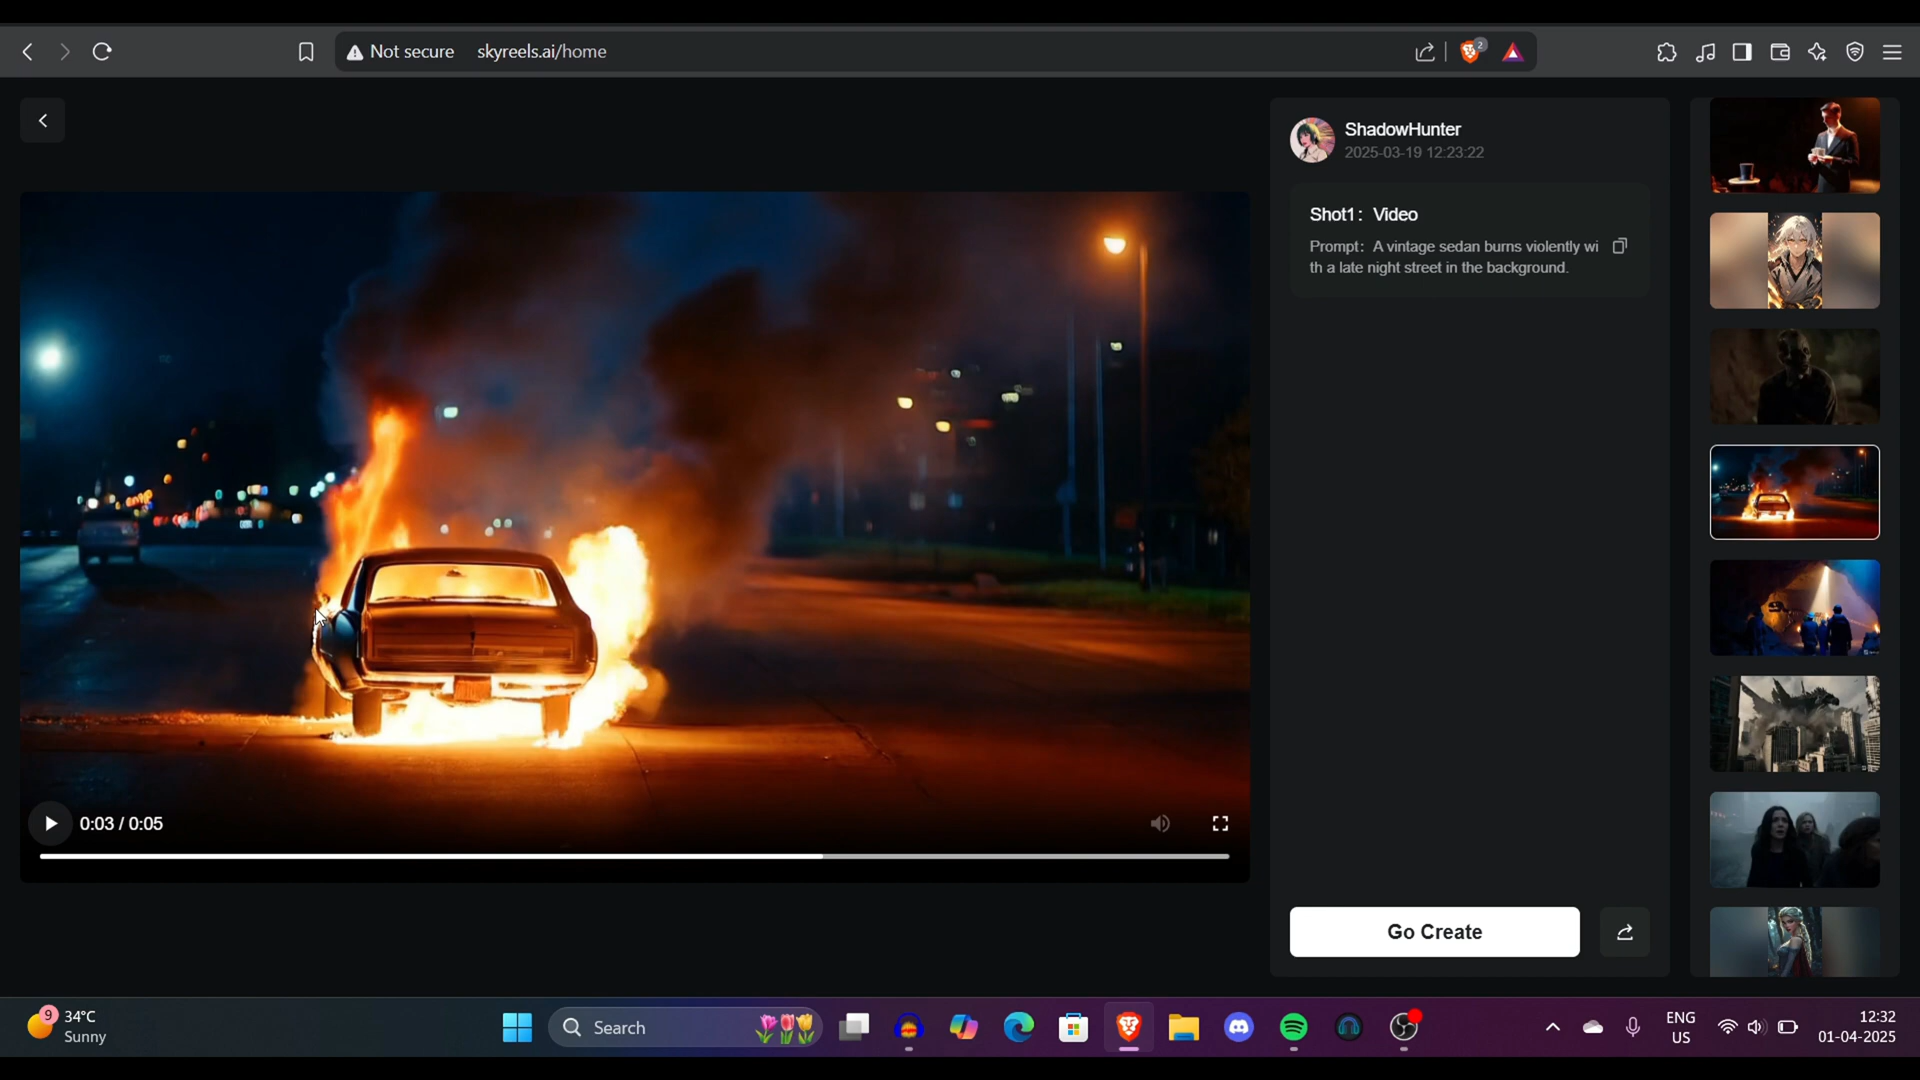 Not secure
skyreels.ai/home
2
ShadowHunter
2025-03-19 12:23:22
Shot1: Video
Prompt: A vintage sedan burns violently wi
th a late night street in the background.
0:03 / 0:05
Go Create
9
34°C
Sunny
Search
ENG
US
12:32
01-04-2025